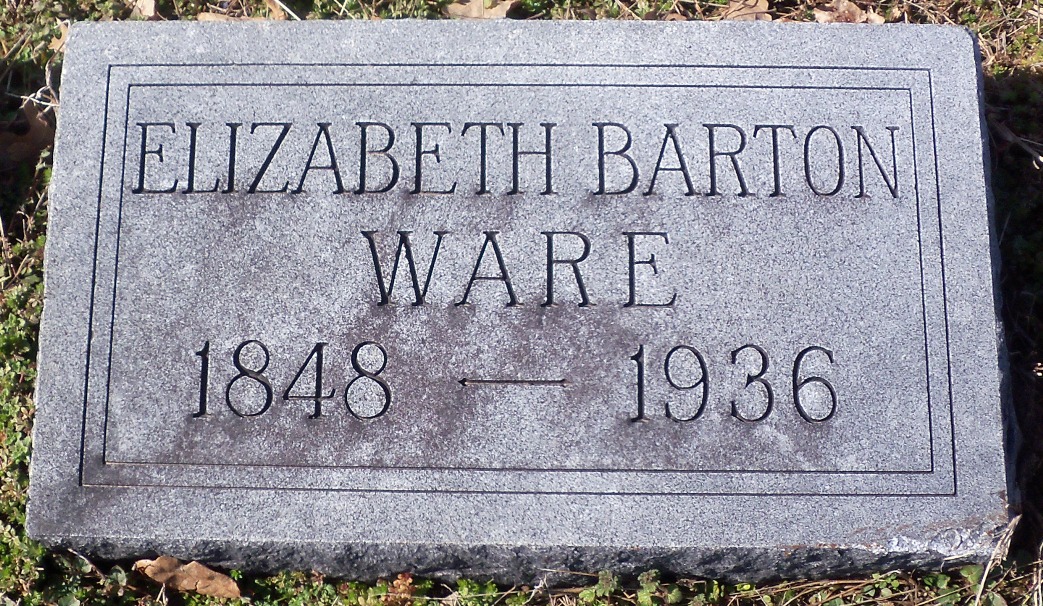 ELIZABETH BARTON
WARE
1848 — 1936